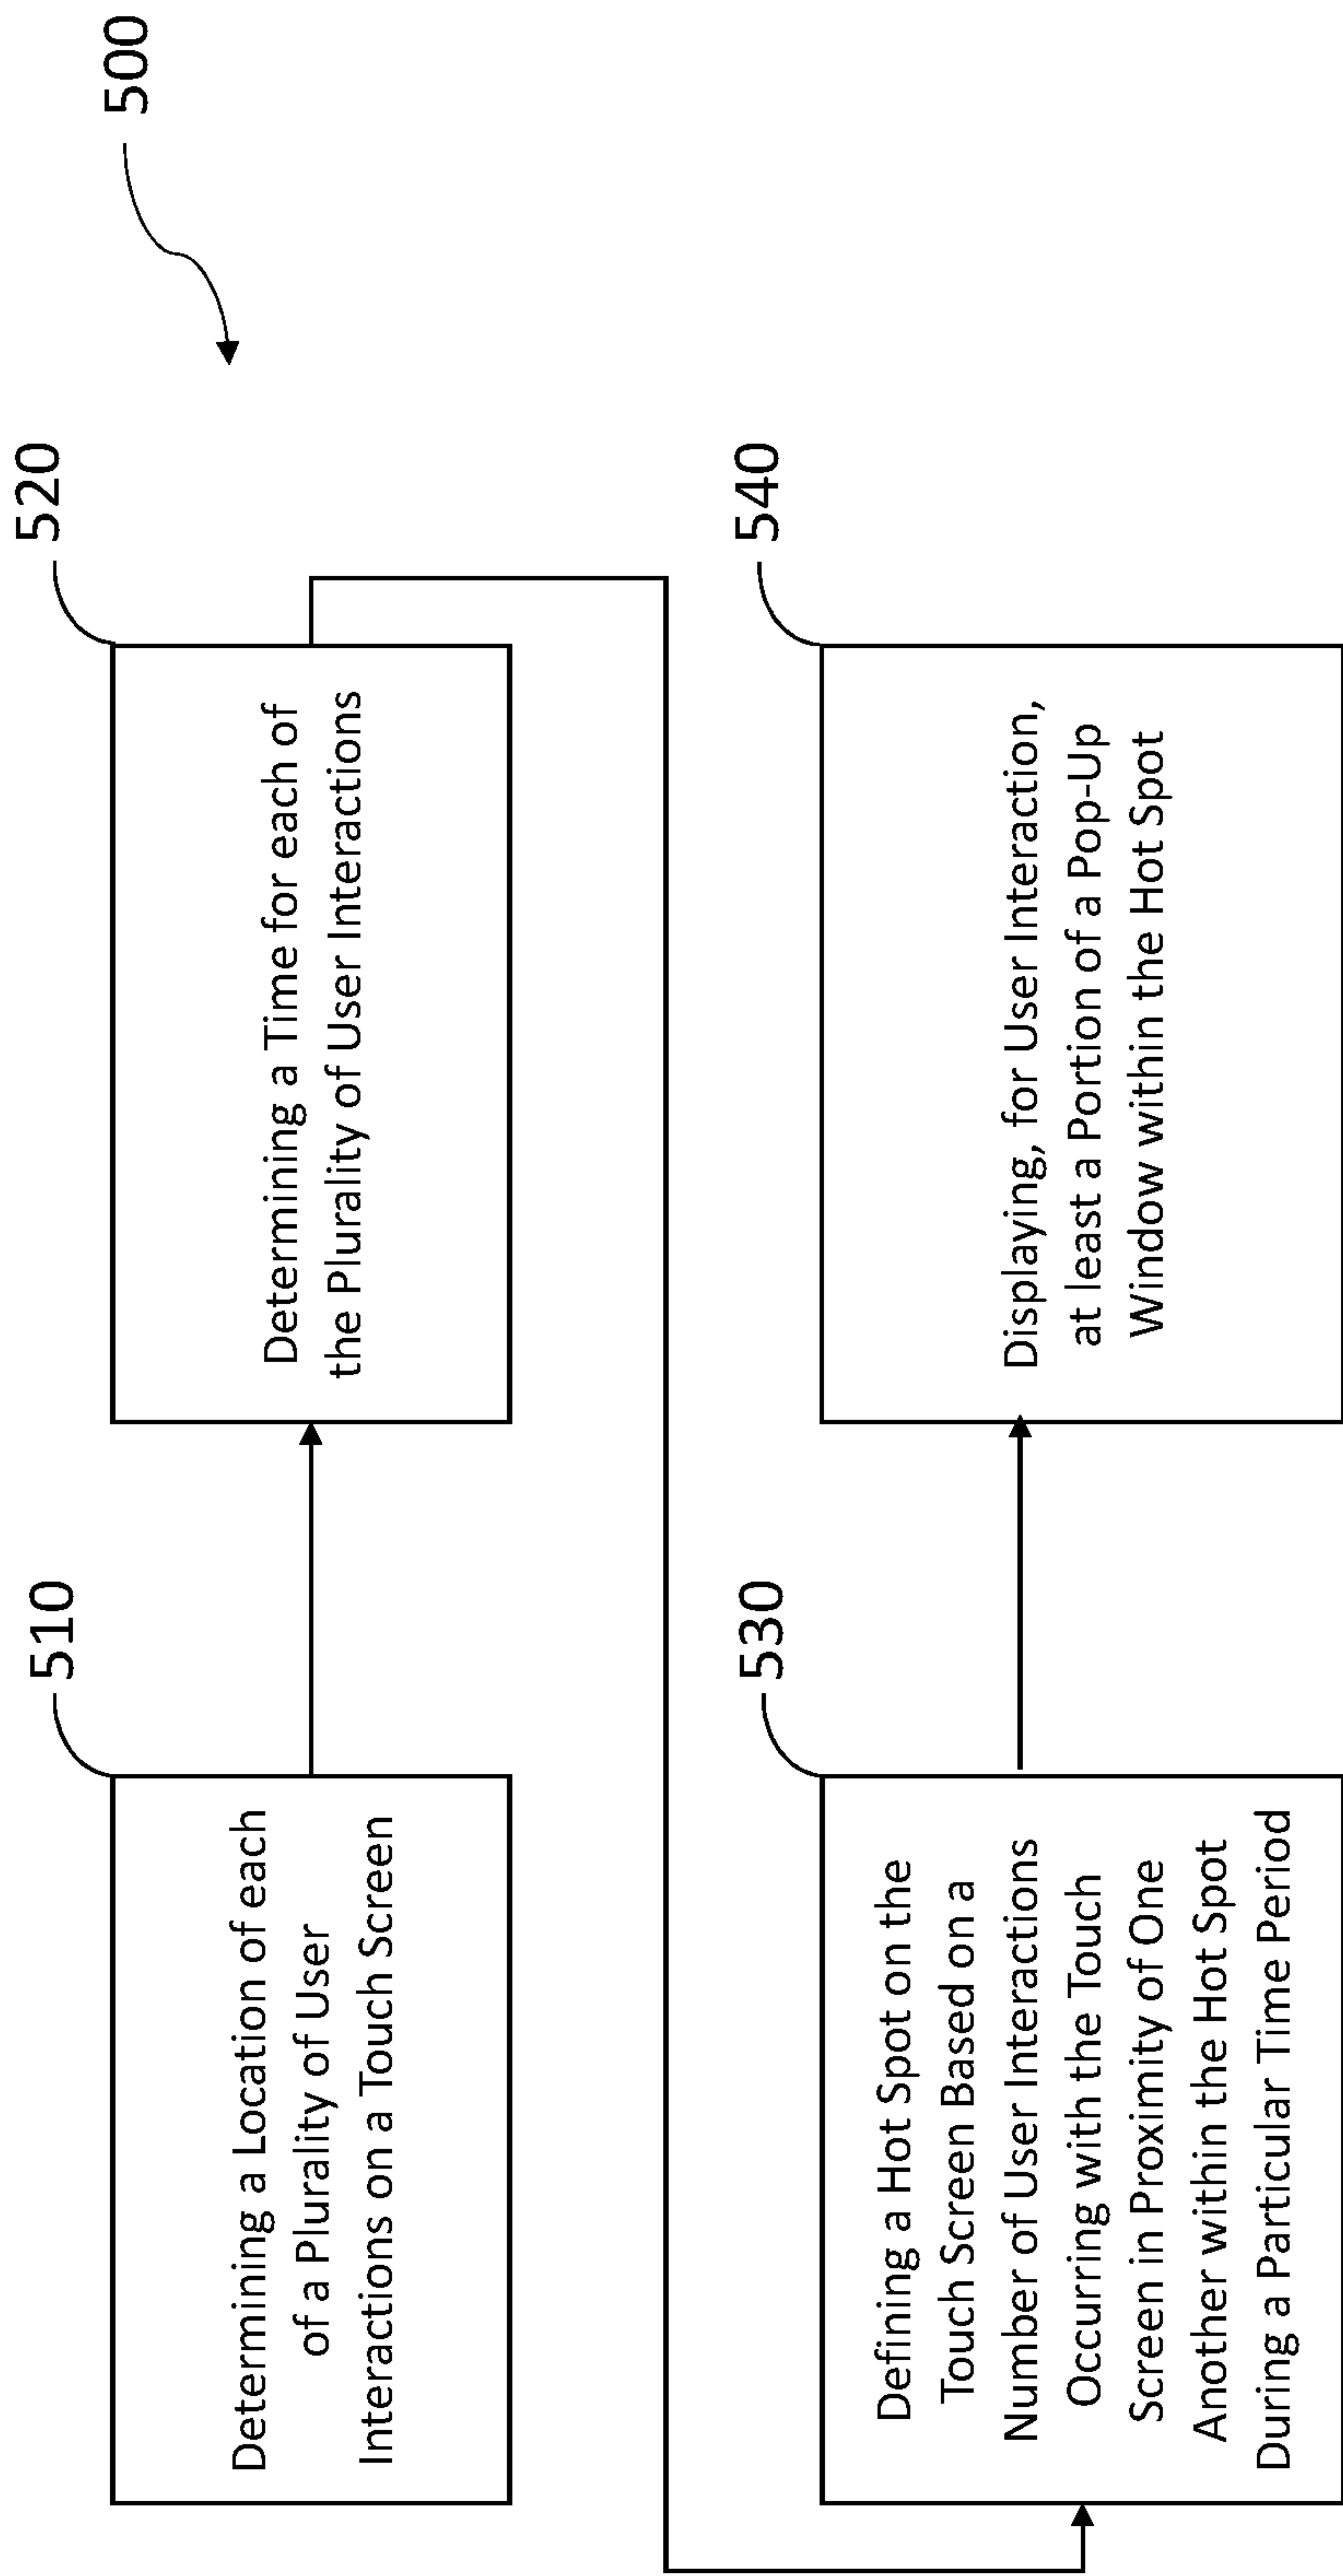 500
510
Determining a Location of each
of a Plurality of User
Interactions on a Touch Screen
520
Determining a Time for each of
the Plurality of User Interactions
530
Defining a Hot Spot on the
Touch Screen Based on a
Number of User Interactions
Occurring with the Touch
Screen in Proximity of One
Another within the Hot Spot
During a Particular Time Period
540
Displaying, for User Interaction,
at least a Portion of a Pop-Up
Window within the Hot Spot